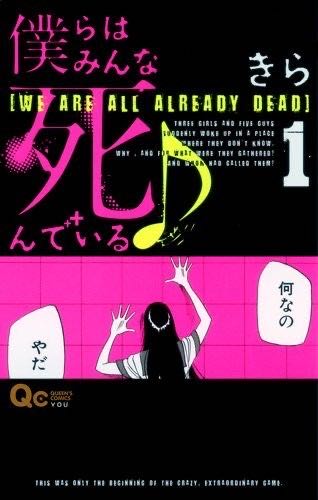 僕らは
みんな
死
んでいる♪
きら
[WE ARE ALL ALREADY DEAD]
THREE GIRLS AND FIVE GUYS
SUDDENLY WOKE UP IN A PLACE
WHERE THEY DON'T KNOW.
WHY , AND FOR WHAT WERE THEY GATHERED?
AND WHO HAD CALLED THEM?
1
何なの
やだ
Qc
QUEEN'S
COMICS
YOU
THIS WAS ONLY THE BEGINNING OF THE CRAZY, EXTRAORDINARY GAME.